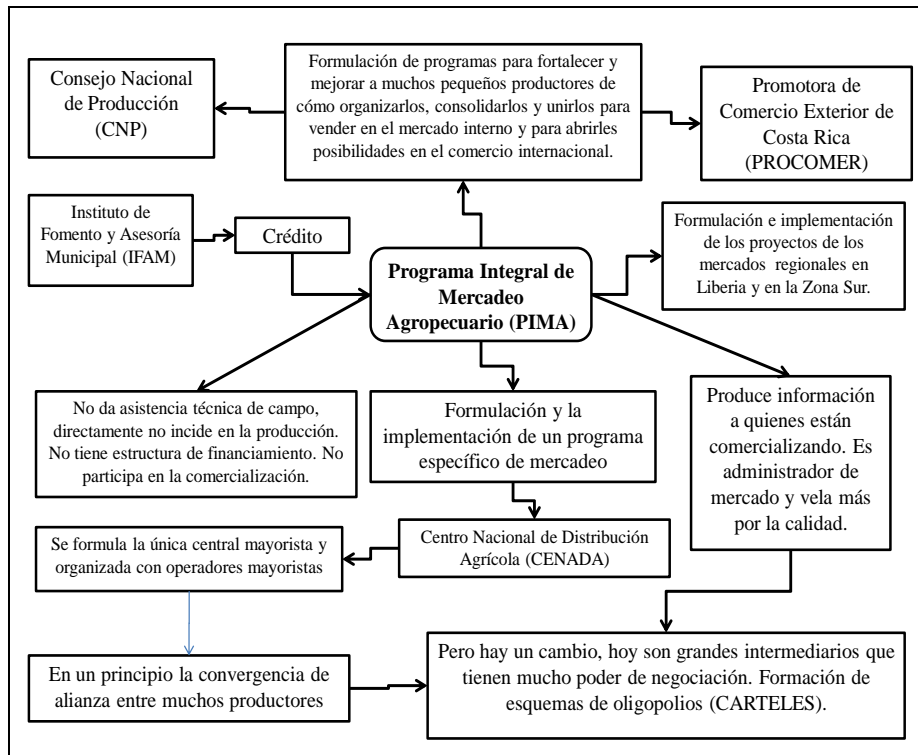 Formulación de programas para fortalecer y
mejorar a muchos pequeños productores de
cómo organizarlos, consolidarlos y unirlos para
vender en el mercado interno y para abrirles
posibilidades en el comercio internacional.
Consejo Nacional
de Producción
(CNP)
Promotora de
Comercio Exterior de
Costa Rica
(PROCOMER)
Instituto de
Fomento y Asesoría
Municipal (IFAM)
Crédito
Programa Integral de
Mercadeo
Agropecuario (PIMA)
Formulación e implementación
de los proyectos de los
mercados regionales en
Liberia y en la Zona Sur.
No da asistencia técnica de campo,
directamente no incide en la producción.
No tiene estructura de financiamiento. No
participa en la comercialización.
Formulación y la
implementación de un programa
específico de mercadeo
Produce información
a quienes están
comercializando. Es
administrador de
mercado y vela más
por la calidad.
Centro Nacional de Distribución
Agrícola (CENADA)
Se formula la única central mayorista y
organizada con operadores mayoristas
En un principio la convergencia de
alianza entre muchos productores
Pero hay un cambio, hoy son grandes intermediarios que
tienen mucho poder de negociación. Formación de
esquemas de oligopolios (CARTELES).